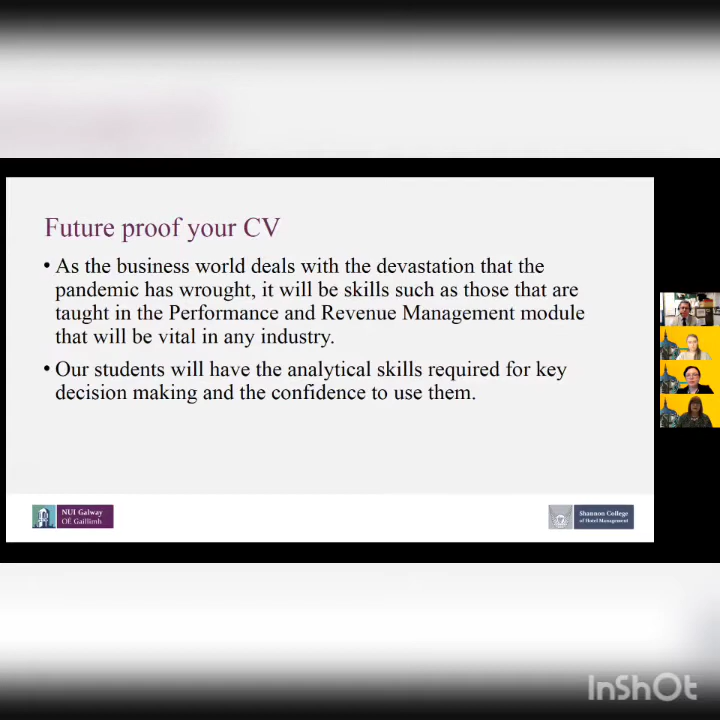 Future proof your CV
• As the business world deals with the devastation that the
pandemic has wrought, it will be skills such as those that are
taught in the Performance and Revenue Management module
that will be vital in any industry.
• Our students will have the analytical skills required for key
decision making and the confidence to use them.
NUI Galway
OÉ Gaillimh
Shannon College
of Hotel Management
InShOt